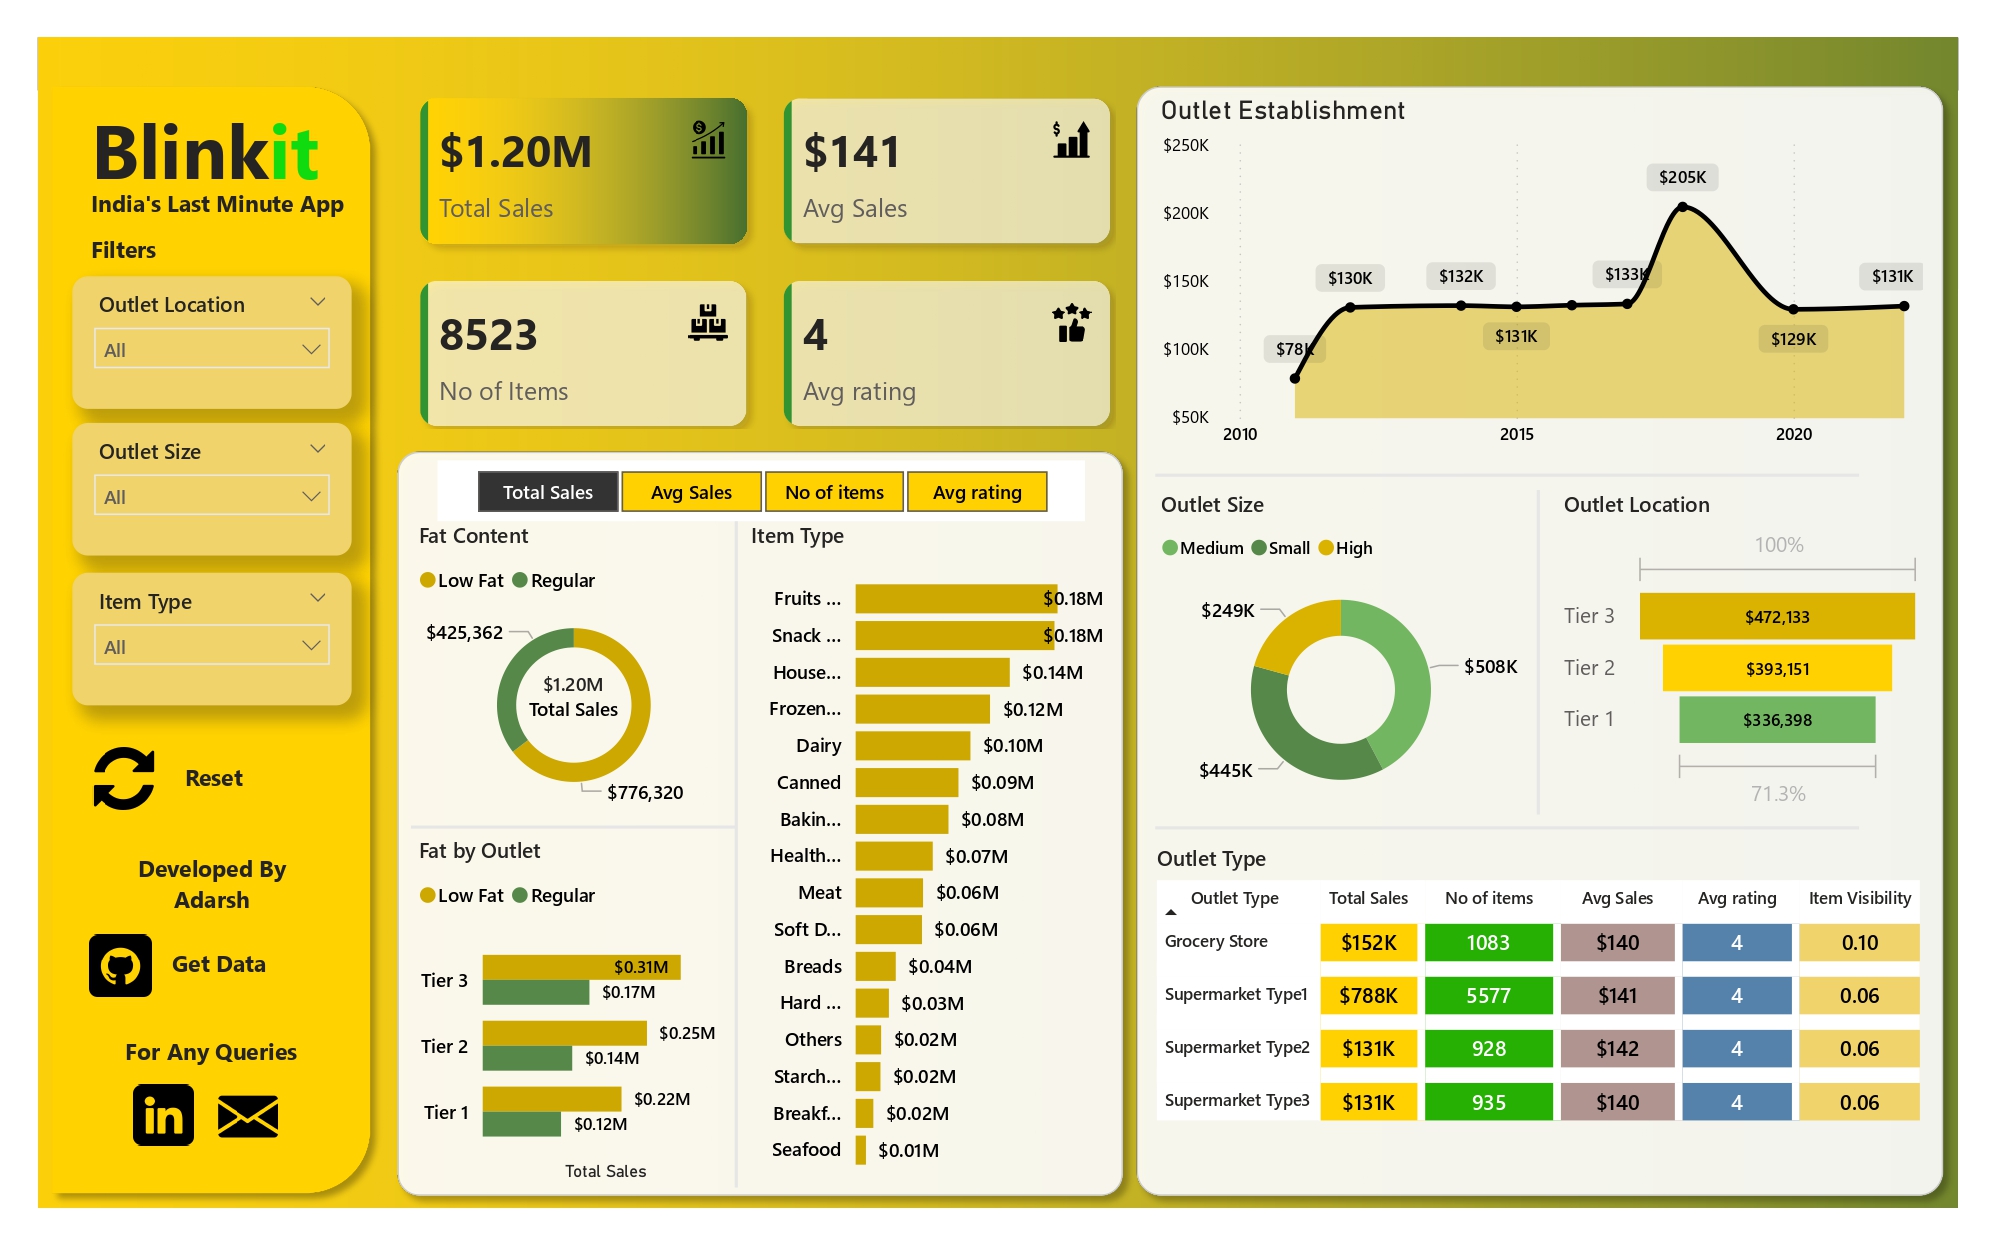 Blinkit
India's Last Minute App
Filters
Outlet Location
All
Outlet Size
All
Item Type
All
Reset
Developed By
Adarsh
Get Data
For Any Queries
$1.20M
Total Sales
$141
Avg Sales
8523
No of Items
4
Avg rating
Total Sales Avg Sales No of items Avg rating
Fat Content
Low Fat Regular
$425,362
$1.20M
Total Sales
$776,320
Fat by Outlet
Low Fat Regular
Tier 3 $0.31M
$0.17M
Tier 2 $0.25M
$0.14M
Tier 1 $0.22M
$0.12M
Total Sales
Item Type
Fruits ... $0.18M
Snack ... $0.18M
House... $0.14M
Frozen... $0.12M
Dairy $0.10M
Canned $0.09M
Bakin... $0.08M
Health... $0.07M
Meat $0.06M
Soft D... $0.06M
Breads $0.04M
Hard ... $0.03M
Others $0.02M
Starch... $0.02M
Breakf... $0.02M
Seafood $0.01M
Outlet Establishment
$250K
$200K
$150K
$100K
$50K
$78K
$130K
$132K
$131K
$133K
$205K
$129K
$131K
2010 2015 2020
Outlet Size
Medium Small High
$249K
$508K
$445K
Outlet Location
100%
Tier 3 $472,133
Tier 2 $393,151
Tier 1 $336,398
71.3%
Outlet Type
Outlet Type Total Sales No of items Avg Sales Avg rating Item Visibility
Grocery Store $152K 1083 $140 4 0.10
Supermarket Type1 $788K 5577 $141 4 0.06
Supermarket Type2 $131K 928 $142 4 0.06
Supermarket Type3 $131K 935 $140 4 0.06